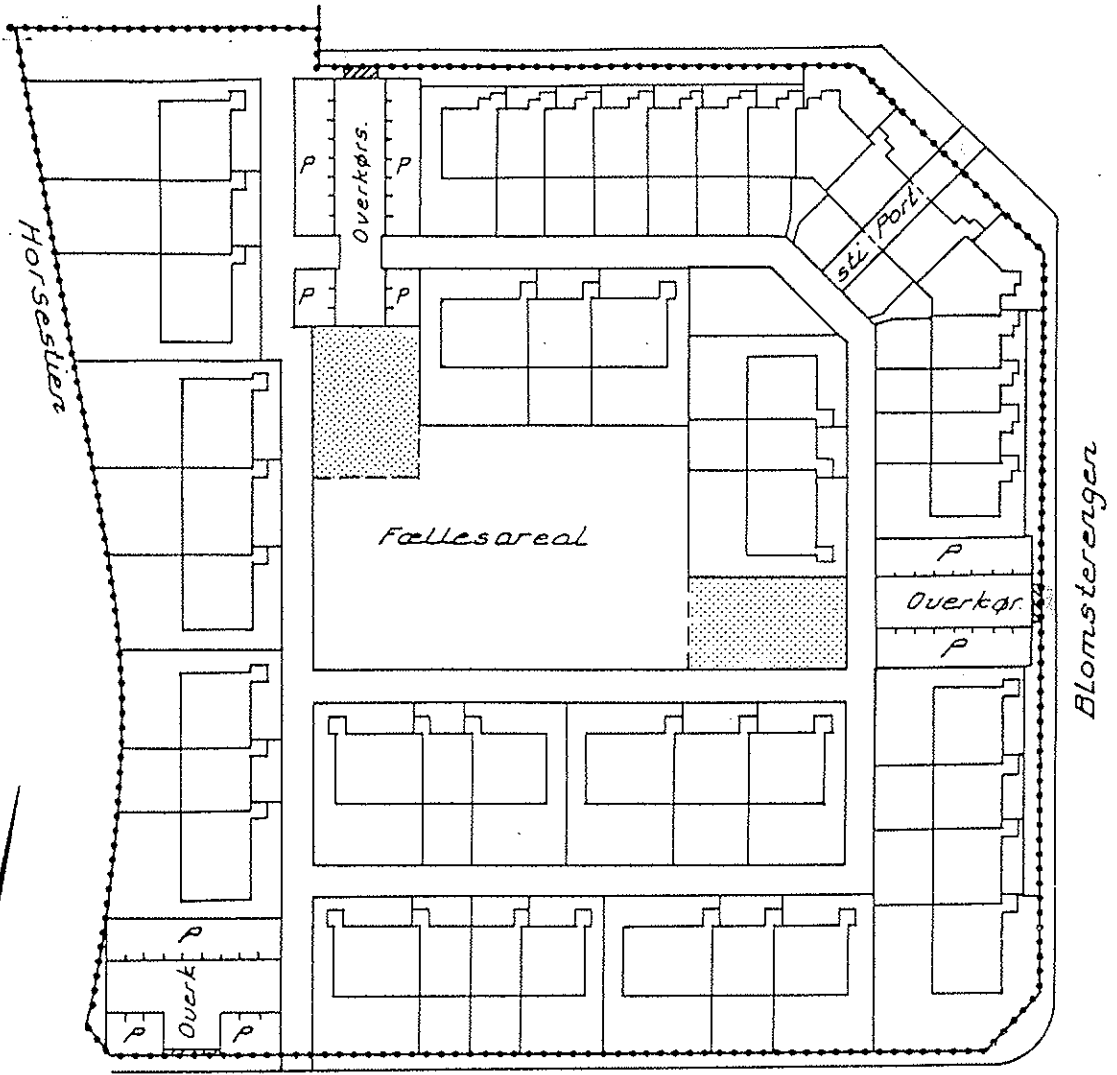 P
Overkørs.
P
P
P
sti
Port
Horsestien
Fællesareal
P
Overkør.
P
Blomsterengen
P
Overk
P
P